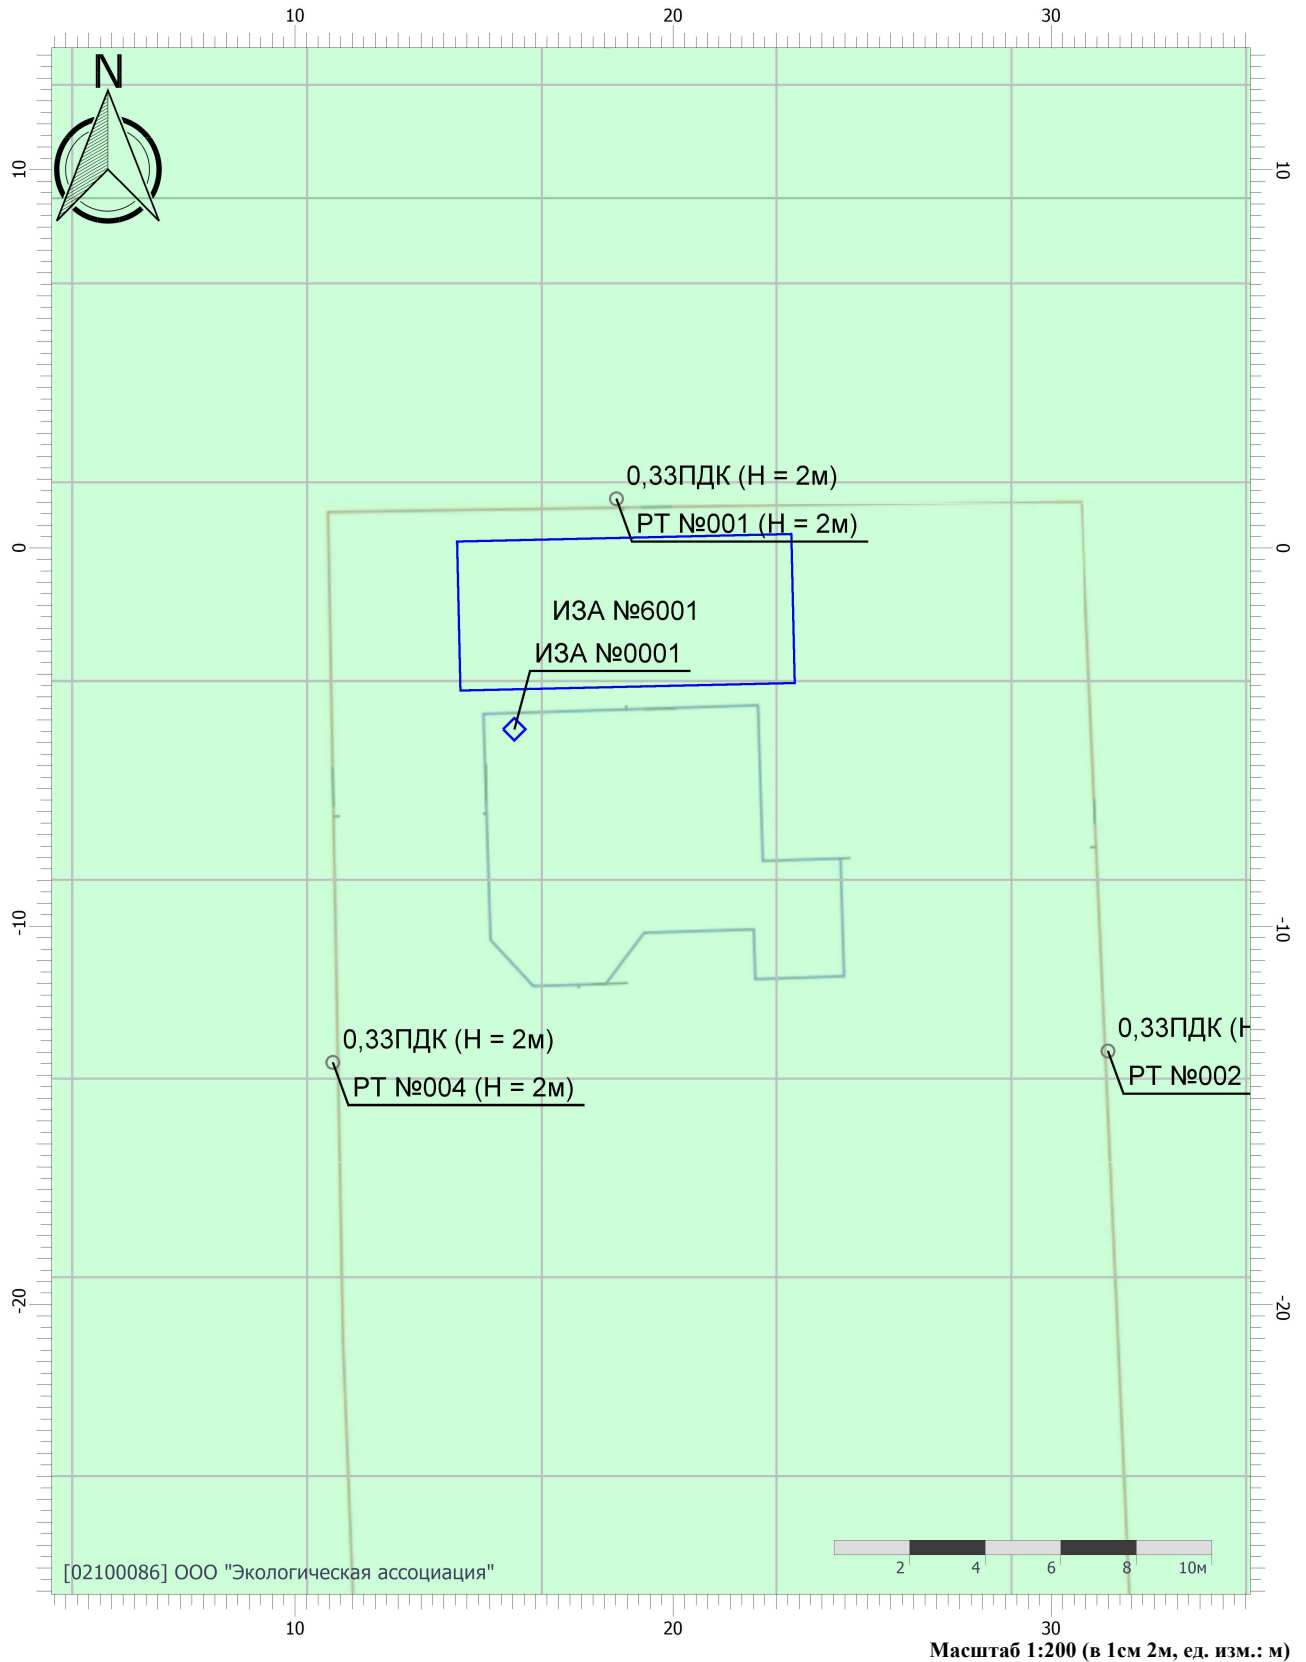 10 20 30
N
10 10
0,33ПДК (Н = 2м)
РТ №001 (Н = 2м)
0 0
ИЗА №6001
ИЗА №0001
-10 -10
0,33ПДК (Н = 2м)
РТ №004 (Н = 2м)
0,33ПДК (Н
РТ №002
-20 -20
2 4 6 8 10м
[02100086] ООО "Экологическая ассоциация"
10 20 30
Масштаб 1:200 (в 1см 2м, ед. изм.: м)